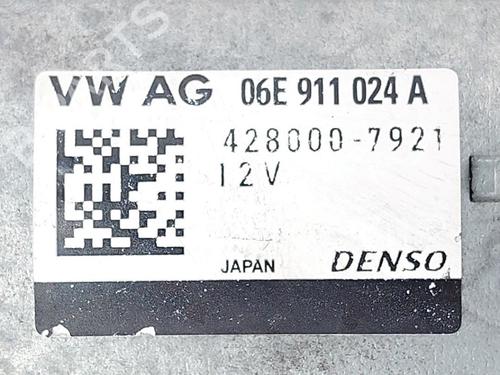 VW AG 06E 911 024 A
428000-7921
12V
JAPAN DENSO